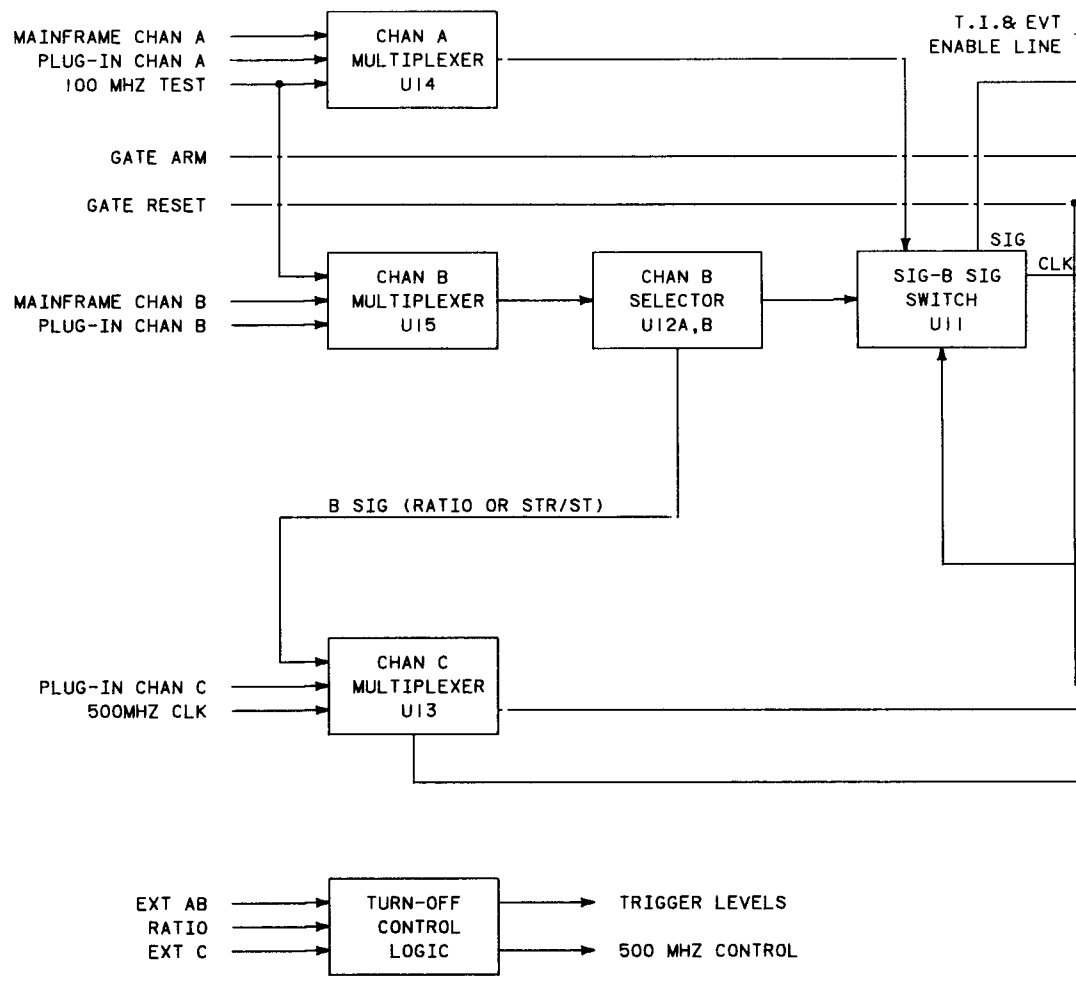 MAINFRAME CHAN A
PLUG-IN CHAN A
100 MHZ TEST
CHAN A
MULTIPLEXER
U14
T.I.& EVT
ENABLE LINE
GATE ARM
GATE RESET
MAINFRAME CHAN B
PLUG-IN CHAN B
CHAN B
MULTIPLEXER
U15
CHAN B
SELECTOR
U12A,B
SIG-B SIG
SWITCH
U11
SIG
CLK
B SIG (RATIO OR STR/ST)
PLUG-IN CHAN C
500MHZ CLK
CHAN C
MULTIPLEXER
U13
EXT AB
RATIO
EXT C
TURN-OFF
CONTROL
LOGIC
TRIGGER LEVELS
500 MHZ CONTROL